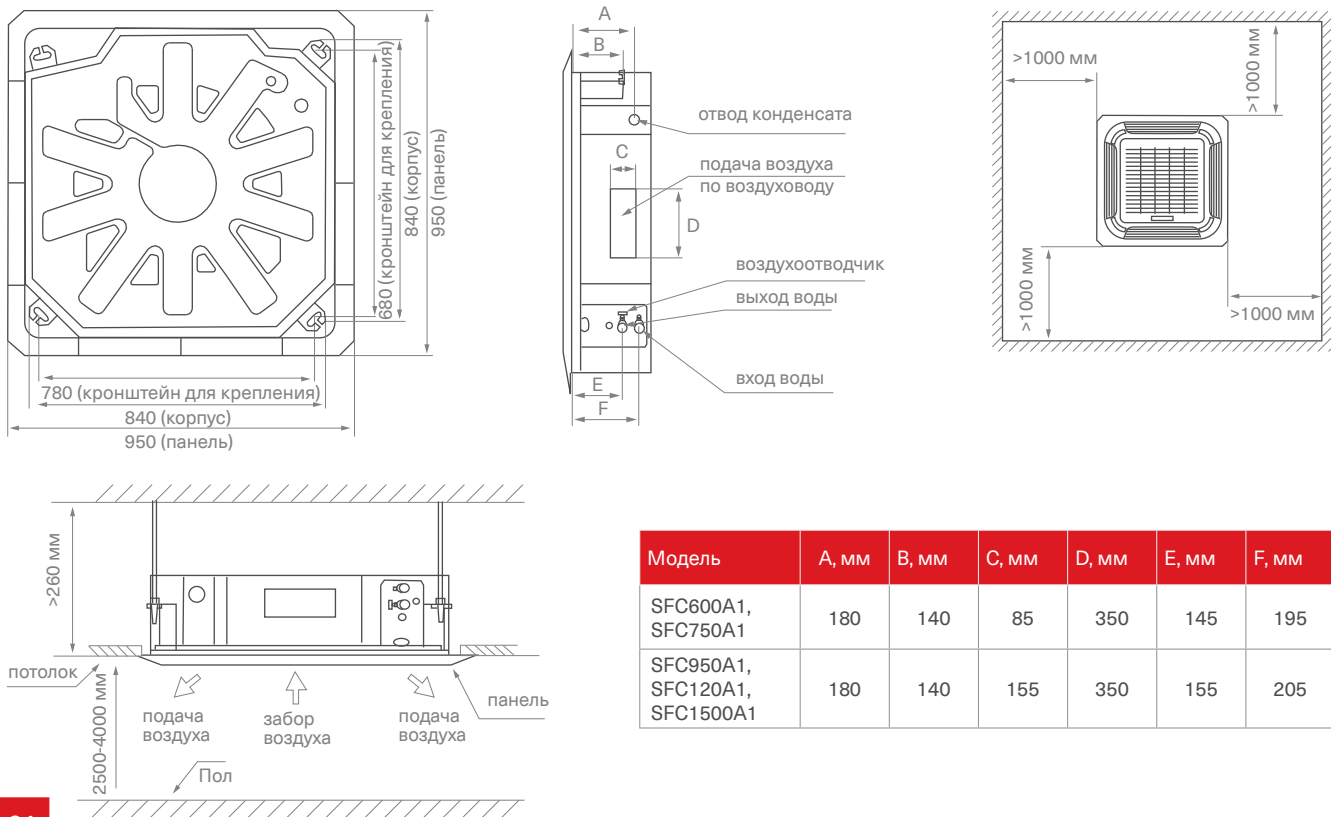 680 (кронштейн для крепления)
840 (корпус)
950 (панель)
780 (кронштейн для крепления)
840 (корпус)
950 (панель)
A
B
отвод конденсата
C
подача воздуха
по воздуховоду
D
воздухоотводчик
выход воды
вход воды
E
F
>1000 мм
>1000 мм
>1000 мм
>1000 мм
>260 мм
потолок
2500-4000 мм
подача
воздуха
забор
воздуха
подача
воздуха
панель
Пол
Модель A, мм B, мм C, мм D, мм E, мм F, мм
SFC600A1,
SFC750A1
180 140 85 350 145 195
SFC950A1,
SFC120A1,
SFC1500A1
180 140 155 350 155 205